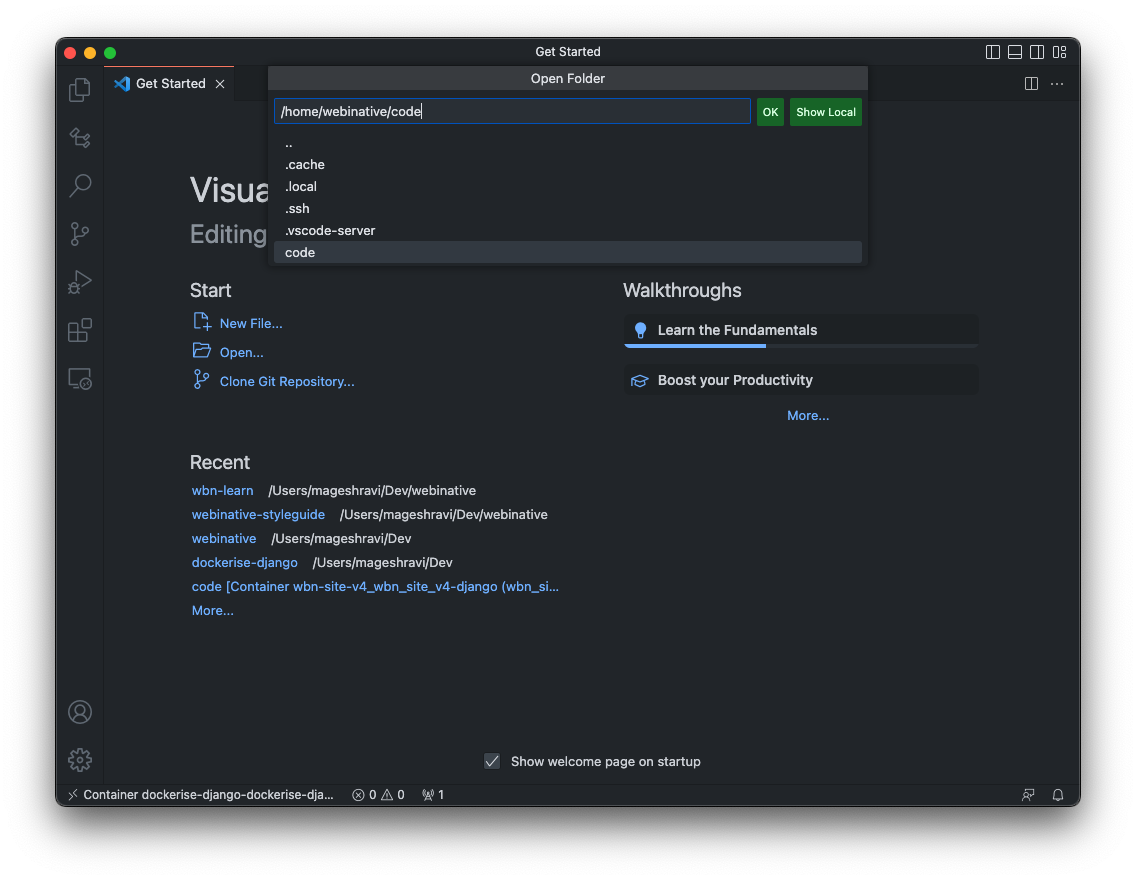 Get Started
Get Started
Open Folder
/home/webinative/code
OK
Show Local
..
.cache
.local
.ssh
.vscode-server
code
Visua
Editing
Start
New File...
Open...
Clone Git Repository...
Walkthroughs
Learn the Fundamentals
Boost your Productivity
More...
Recent
wbn-learn /Users/mageshravi/Dev/webinative
webinative-styleguide /Users/mageshravi/Dev/webinative
webinative /Users/mageshravi/Dev
dockerise-django /Users/mageshravi/Dev
code [Container wbn-site-v4_wbn_site_v4-django (wbn_si...
More...
Show welcome page on startup
Container dockerise-django-dockerise-dja... 0 0 1